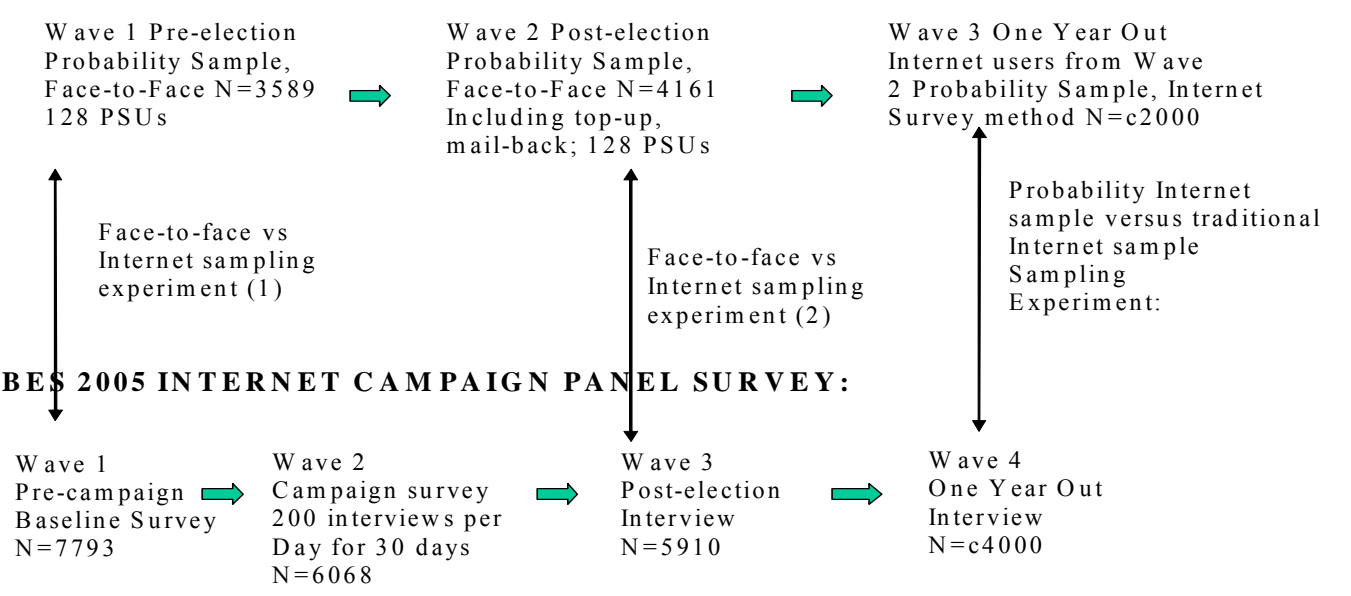 Wave 1 Pre-election
Probability Sample,
Face-to-Face N=3589
128 PSUs
Wave 2 Post-election
Probability Sample,
Face-to-Face N=4161
Including top-up,
mail-back; 128 PSUs
Wave 3 One Year Out
Internet users from Wave
2 Probability Sample, Internet
Survey method N=c2000
Face-to-face vs
Internet sampling
experiment (1)
Face-to-face vs
Internet sampling
experiment (2)
Probability Internet
sample versus traditional
Internet sample
Sampling
Experiment:
BES 2005 INTERNET CAMPAIGN PANEL SURVEY:
Wave 1
Pre-campaign
Baseline Survey
N=7793
Wave 2
Campaign survey
200 interviews per
Day for 30 days
N=6068
Wave 3
Post-election
Interview
N=5910
Wave 4
One Year Out
Interview
N=c4000